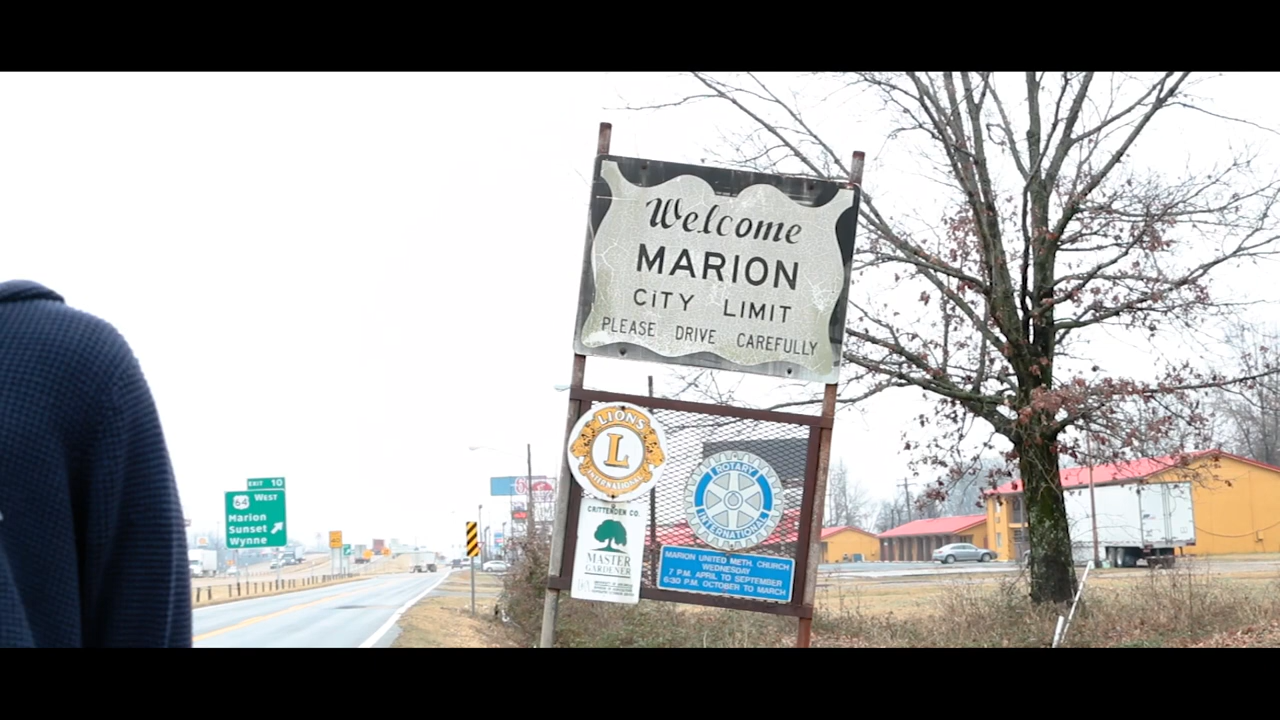 Welcome
MARION
CiTY LIMIT
PLEASE DRIVE CAREFULLY
LIONS
L
INTERNATIONAL
CRITTENDEN CO.
MASTER
GARDENER
ROTARY
INTERNATIONAL
MARION UNITED METH. CHURCH
WEDNESDAY
7 P.M. APRIL TO SEPTEMBER
6:30 P.M. OCTOBER TO MARCH
EXIT 10
64 WEST
Marion
Sunset
Wynne